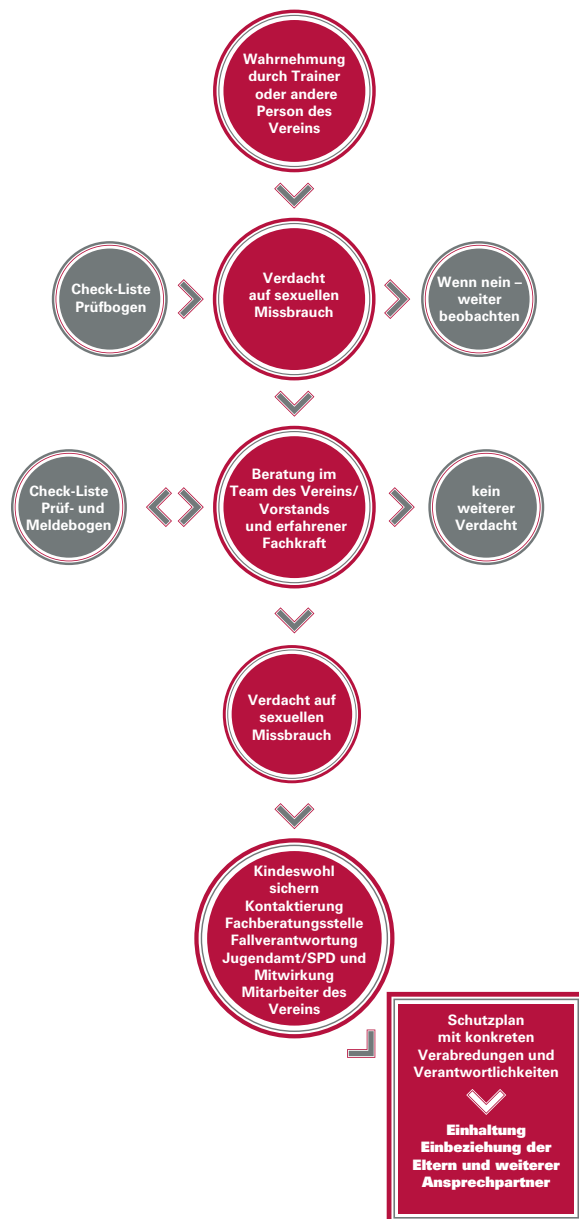 Wahrnehmung
durch Trainer
oder andere
Person des
Vereins
Check-Liste
Prüfbogen
Verdacht
auf sexuellen
Missbrauch
Wenn nein –
weiter
beobachten
Check-Liste
Prüf- und
Meldebogen
Beratung im
Team des Vereins/
Vorstands
und erfahrener
Fachkraft
kein
weiterer
Verdacht
Verdacht auf
sexuellen
Missbrauch
Kindeswohl
sichern
Kontaktierung
Fachberatungsstelle
Fallverantwortung
Jugendamt/SPD und
Mitwirkung
Mitarbeiter des
Vereins
Schutzplan
mit konkreten
Verabredungen und
Verantwortlichkeiten
Einhaltung
Einbeziehung der
Eltern und weiterer
Ansprechpartner